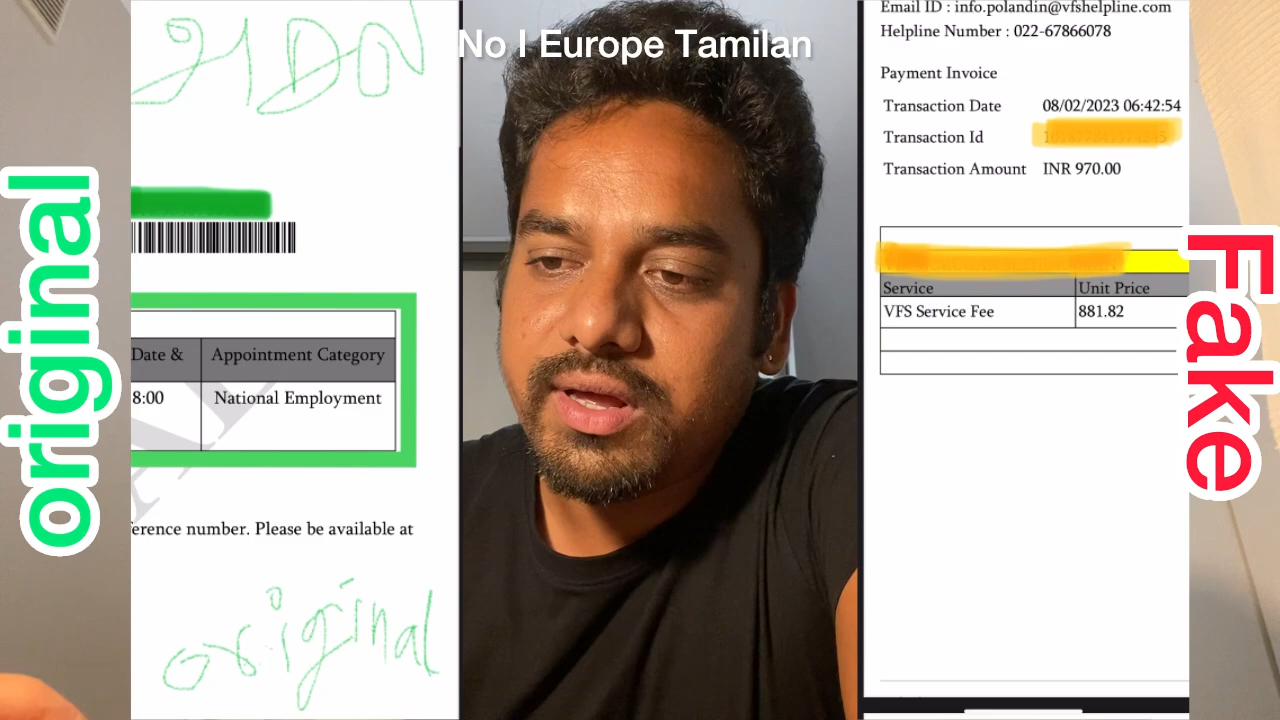 No I Europe Tamilan
original
Date &
Appointment Category
8:00
National Employment
ference number. Please be available at
original
Email ID : info.polandin@vfshelpline.com
Helpline Number : 022-67866078
Payment Invoice
Transaction Date 08/02/2023 06:42:54
Transaction Id
Transaction Amount INR 970.00
Service Unit Price
VFS Service Fee 881.82
Fake